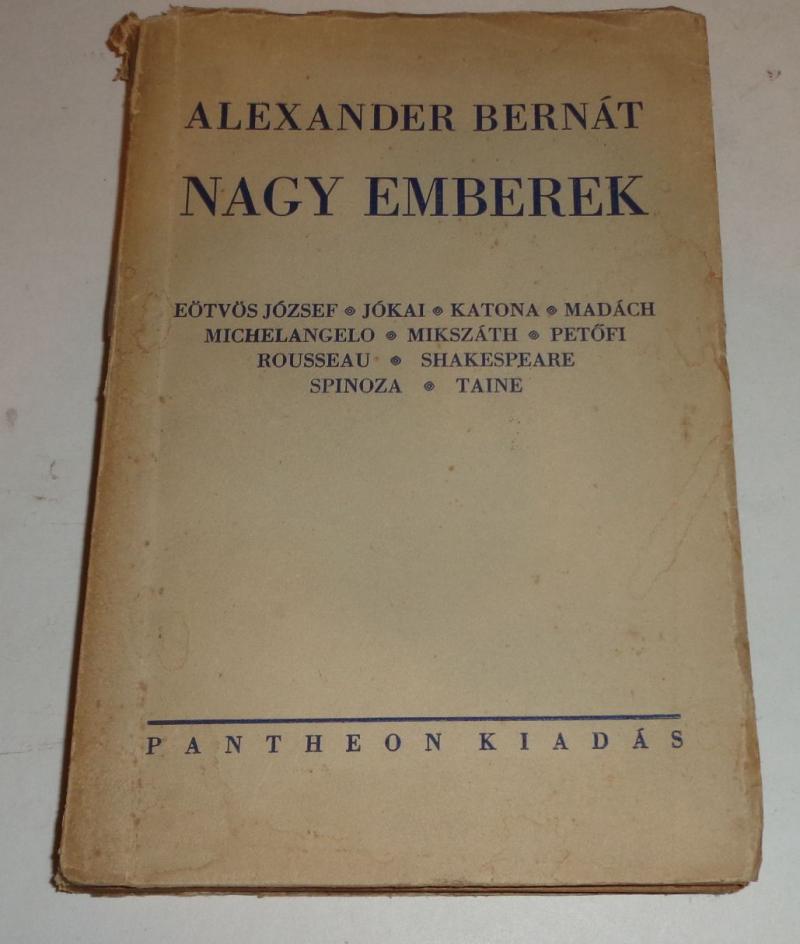 ALEXANDER BERNÁT
NAGY EMBEREK
EÖTVÖS JÓZSEF ๏ JÓKAI ๏ KATONA ๏ MADÁCH
MICHELANGELO ๏ MIKSZÁTH ๏ PETŐFI
ROUSSEAU ๏ SHAKESPEARE
SPINOZA ๏ TAINE
PANTHEON KIADÁS